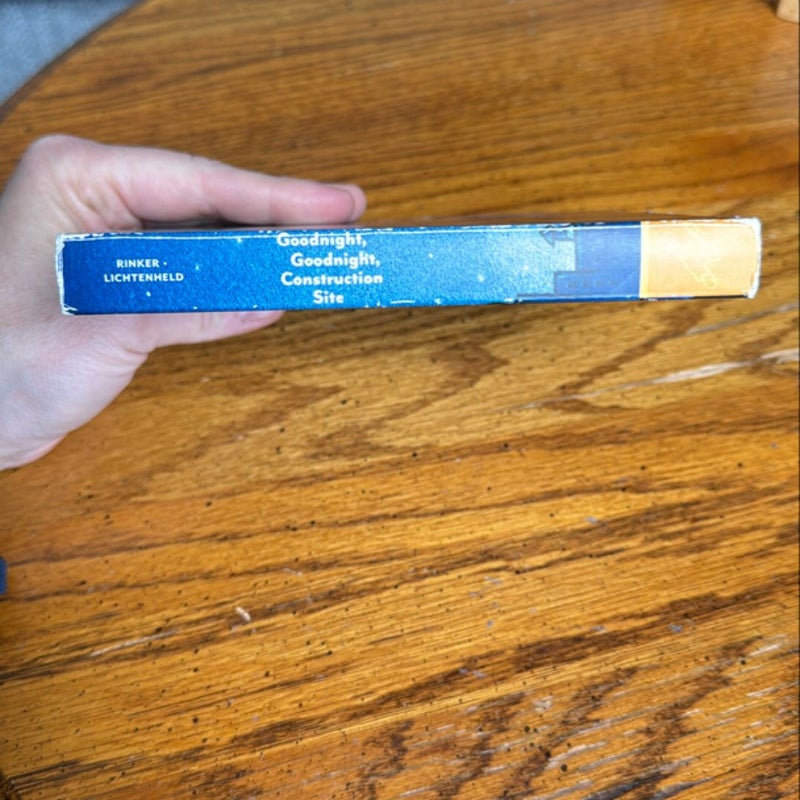 RINKER •
LICHTENHELD
Goodnight,
Goodnight,
Construction
Site